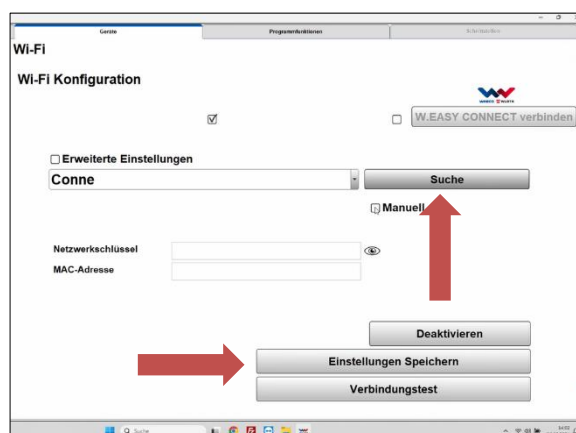 Geräte
Programmfunktionen
Wi-Fi
Wi-Fi Konfiguration
W.EASY CONNECT verbinden
Erweiterte Einstellungen
Conne
Suche
Manuell
Netzwerkschlüssel
MAC-Adresse
Deaktivieren
Einstellungen Speichern
Verbindungstest
Suche